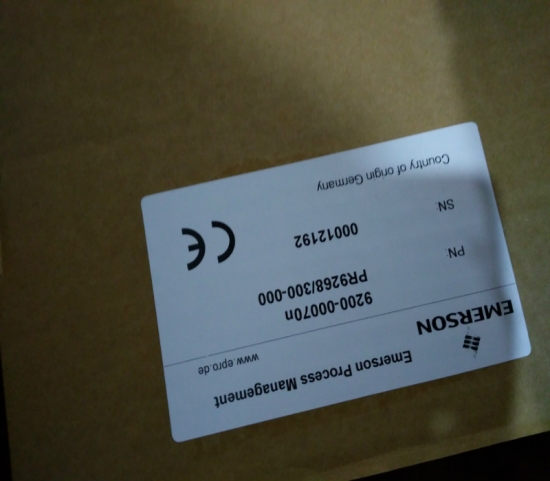 Emerson Process Management
EMERSON
www.epro.de
PN:
9200-00070n
PR9268/300-000
SN:
00012192
CE
Country of origin Germany